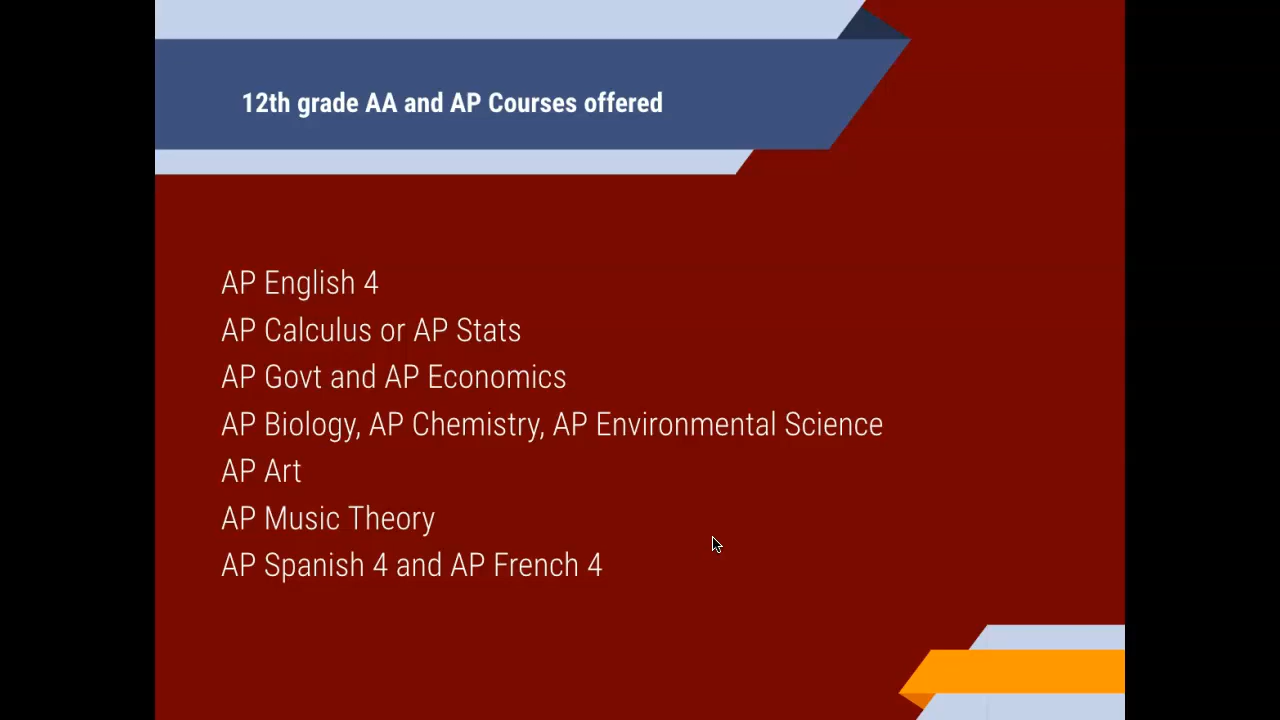 12th grade AA and AP Courses offered
AP English 4
AP Calculus or AP Stats
AP Govt and AP Economics
AP Biology, AP Chemistry, AP Environmental Science
AP Art
AP Music Theory
AP Spanish 4 and AP French 4